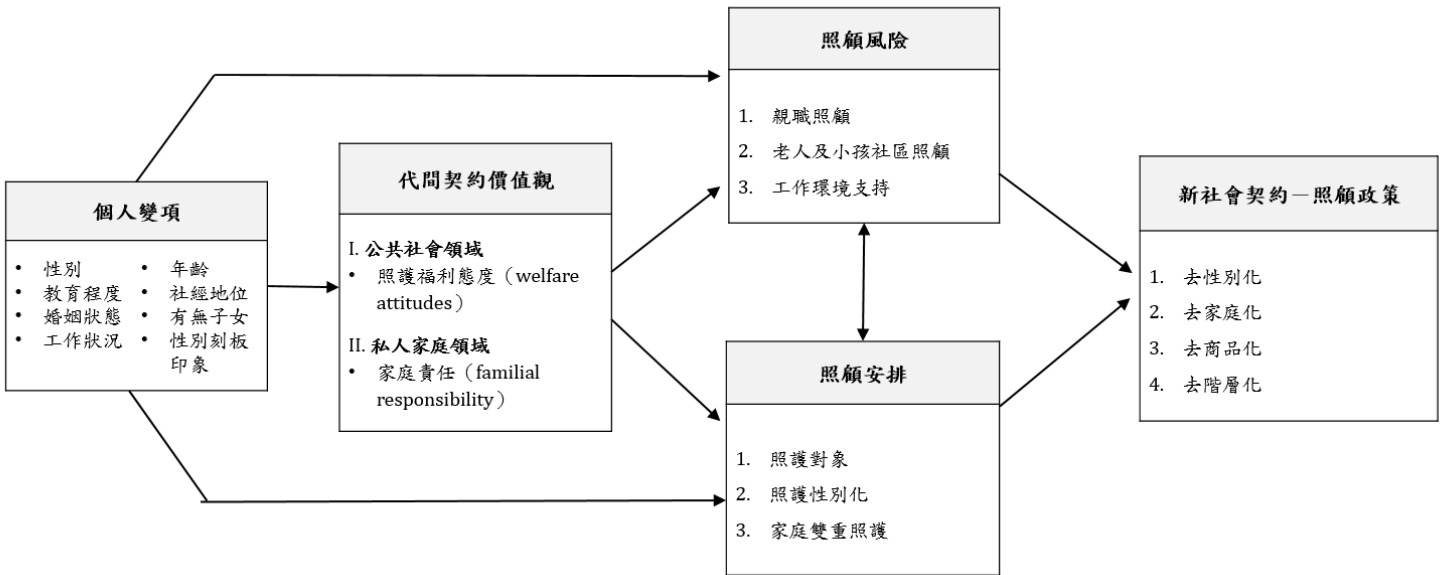 個人變項
• 性別
• 教育程度
• 婚姻狀態
• 工作狀況
• 年齡
• 社經地位
• 有無子女
• 性別刻板
印象
代間契約價值觀
I. 公共社會領域
• 照護福利態度（welfare
attitudes）
II. 私人家庭領域
• 家庭責任（familial
responsibility）
照顧風險
1. 親職照顧
2. 老人及小孩社區照顧
3. 工作環境支持
照顧安排
1. 照護對象
2. 照護性別化
3. 家庭雙重照護
新社會契約－照顧政策
1. 去性別化
2. 去家庭化
3. 去商品化
4. 去階層化